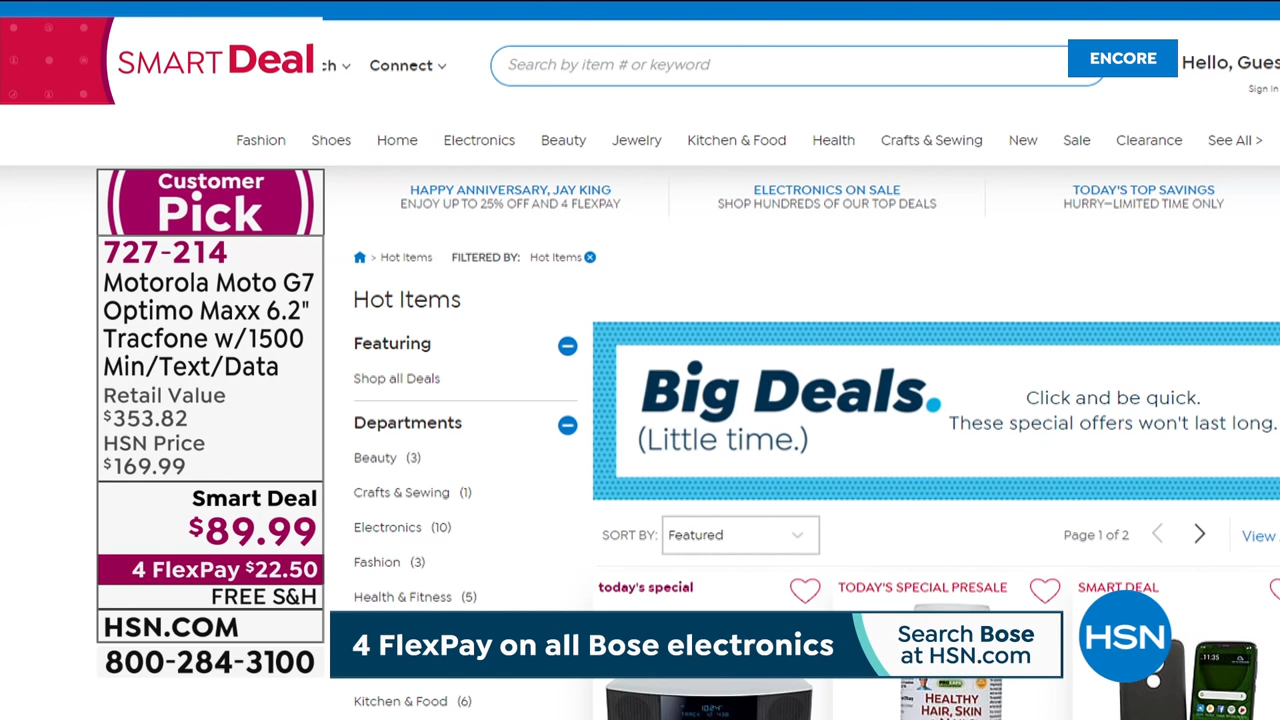 SMART Deal
Connect
Search by item # or keyword
ENCORE
Hello, Gues
Sign In
Fashion Shoes Home Electronics Beauty Jewelry Kitchen & Food Health Crafts & Sewing New Sale Clearance See All >
Customer
Pick
727-214
Motorola Moto G7
Optimo Maxx 6.2"
Tracfone w/1500
Min/Text/Data
Retail Value
$353.82
HSN Price
$169.99
Smart Deal
$89.99
4 FlexPay $22.50
FREE S&H
HSN.COM
800-284-3100
HAPPY ANNIVERSARY, JAY KING
ENJOY UP TO 25% OFF AND 4 FLEXPAY
ELECTRONICS ON SALE
SHOP HUNDREDS OF OUR TOP DEALS
TODAY'S TOP SAVINGS
HURRY—LIMITED TIME ONLY
> Hot Items FILTERED BY: Hot Items
Hot Items
Featuring
Shop all Deals
Departments
Beauty (3)
Crafts & Sewing (1)
Electronics (10)
Fashion (3)
Health & Fitness (5)
Kitchen & Food (6)
Big Deals.
(Little time.)
Click and be quick.
These special offers won't last long.
SORT BY: Featured
Page 1 of 2
View
today's special
TODAY'S SPECIAL PRESALE
SMART DEAL
4 FlexPay on all Bose electronics
Search Bose
at HSN.com
HSN
HEALTHY
HAIR, SKIN
11:35